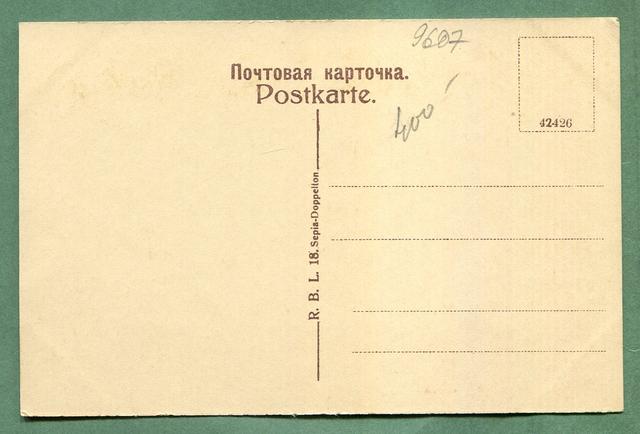 9607
Почтовая карточка.
Postkarte.
400
42426
R. B. L. 18. Sepia-Doppelton